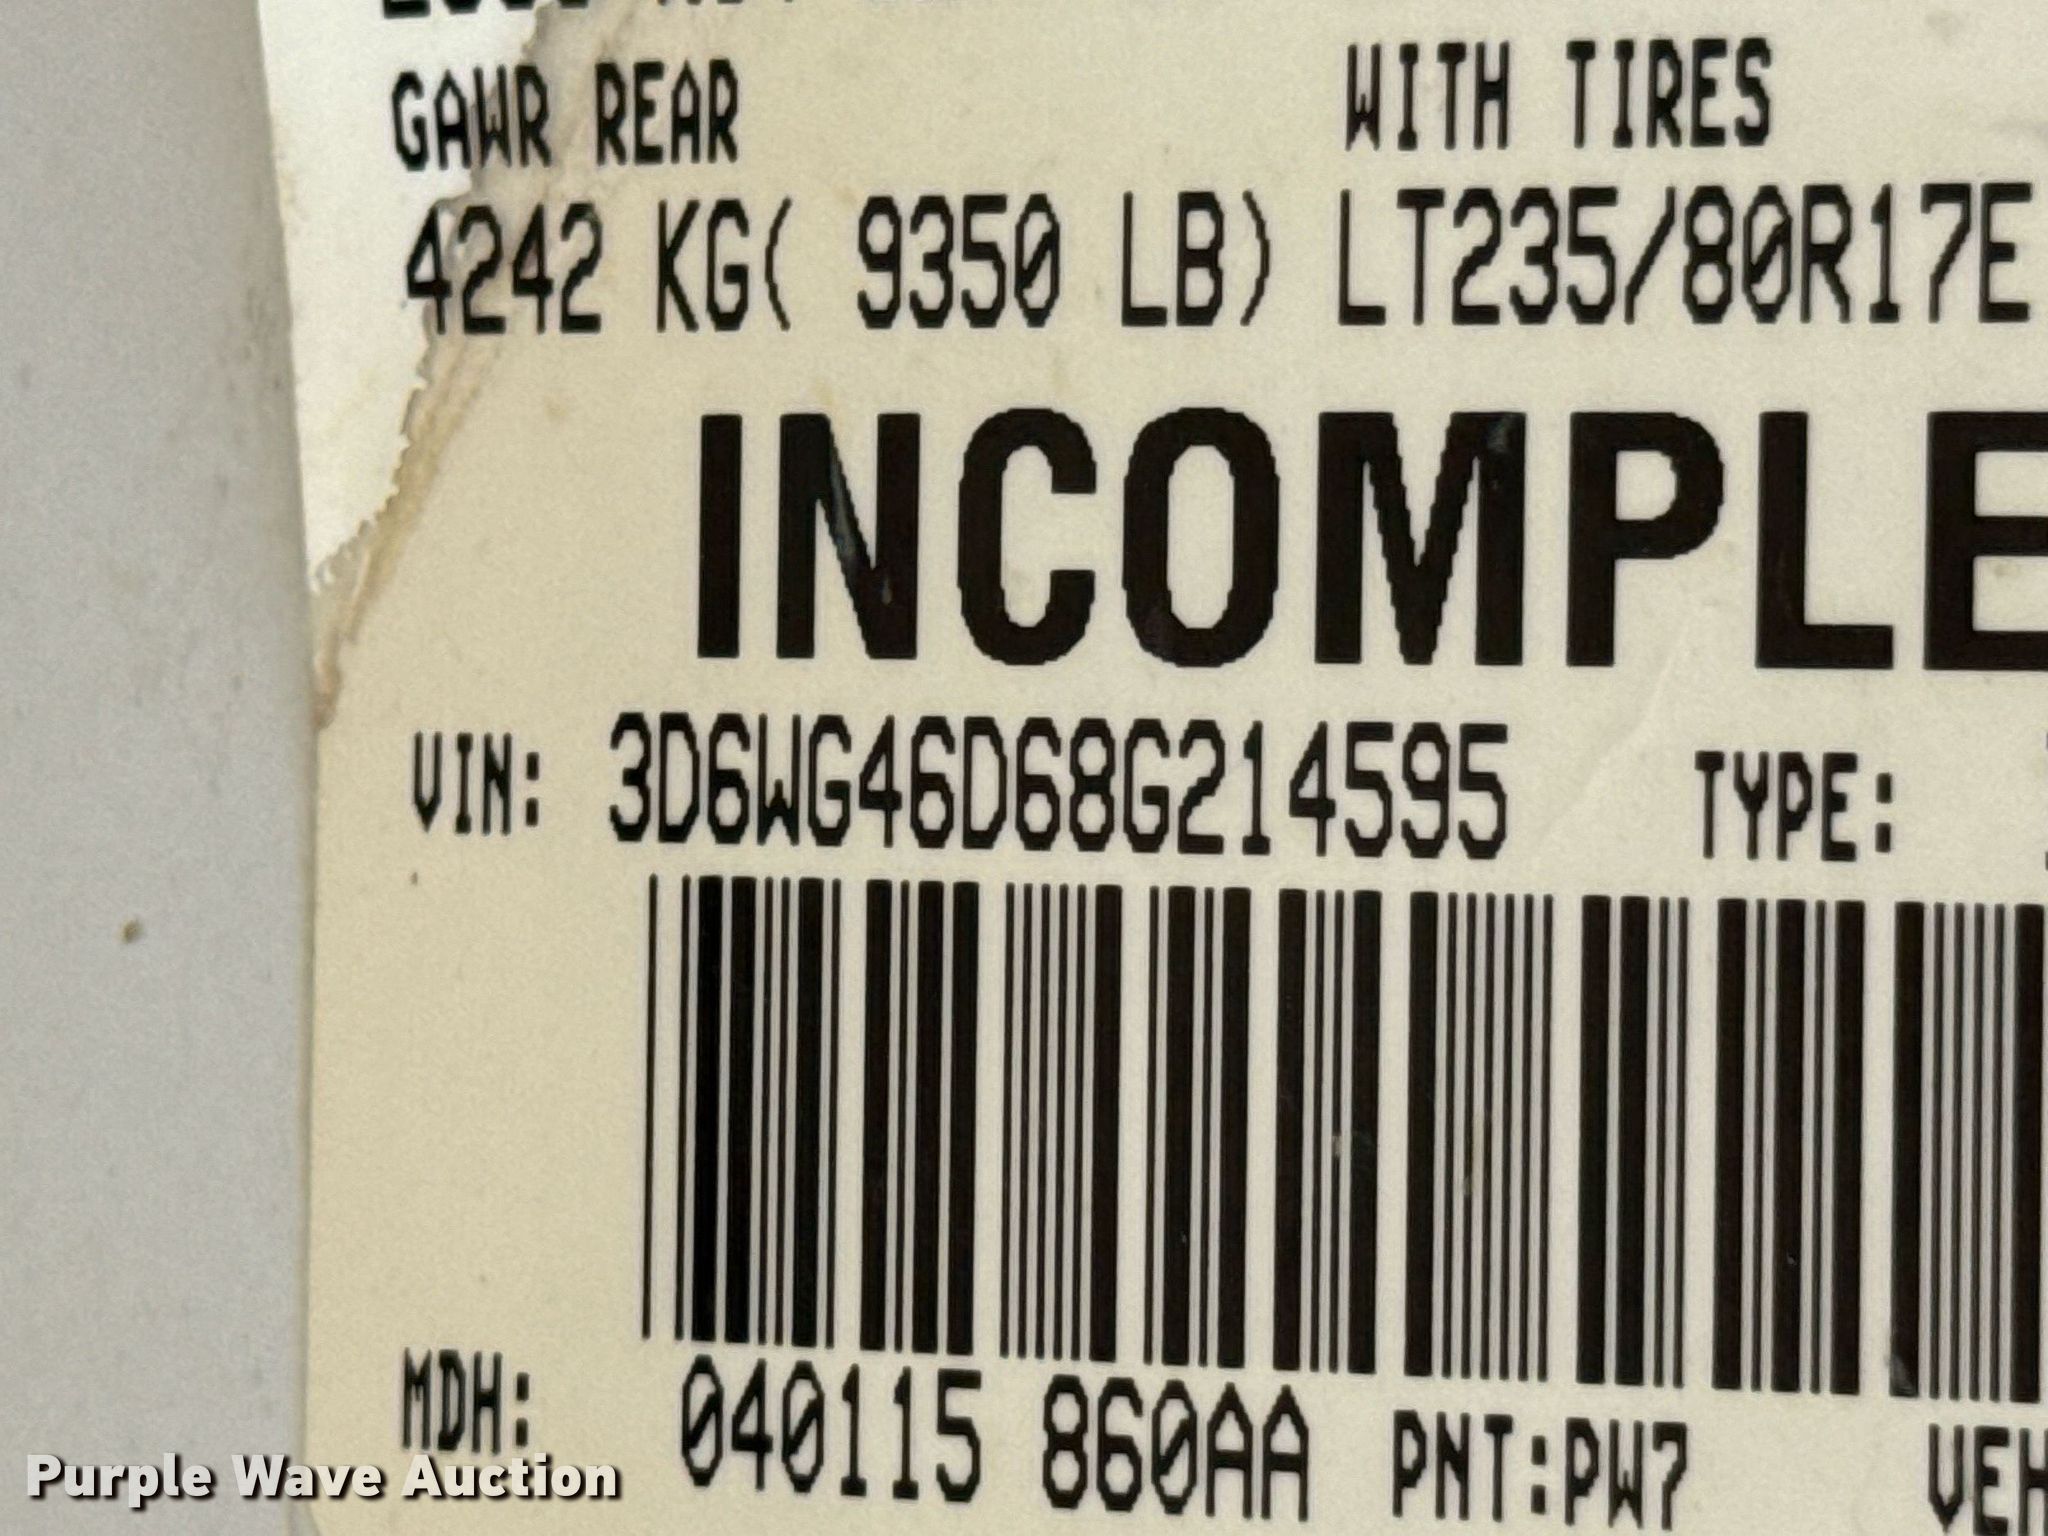 GAWR REAR WITH TIRES
4242 KG( 9350 LB) LT235/80R17E
INCOMPLE
VIN: 3D6WG46D68G214595 TYPE:
MDH: 040115 860AA PNT:PW7 VEH
Purple Wave Auction